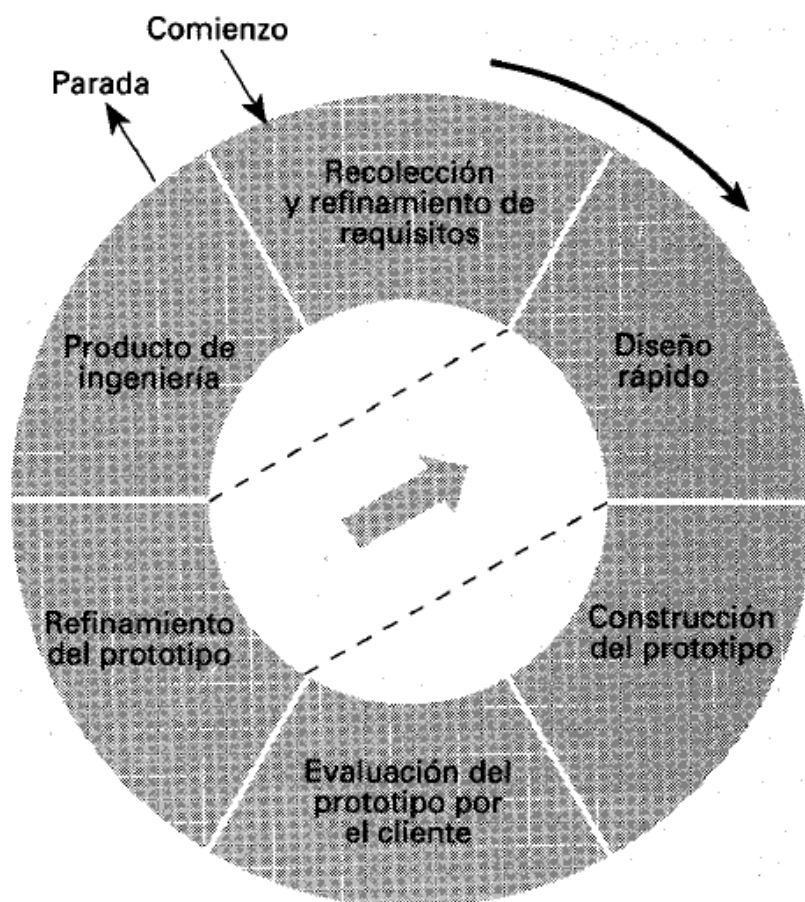 Comienzo
Parada
Recolección
y refinamiento de
requisitos
Diseño
rápido
Construcción
del prototipo
Evaluación del
prototipo por
el cliente
Refinamiento
del prototipo
Producto de
ingeniería